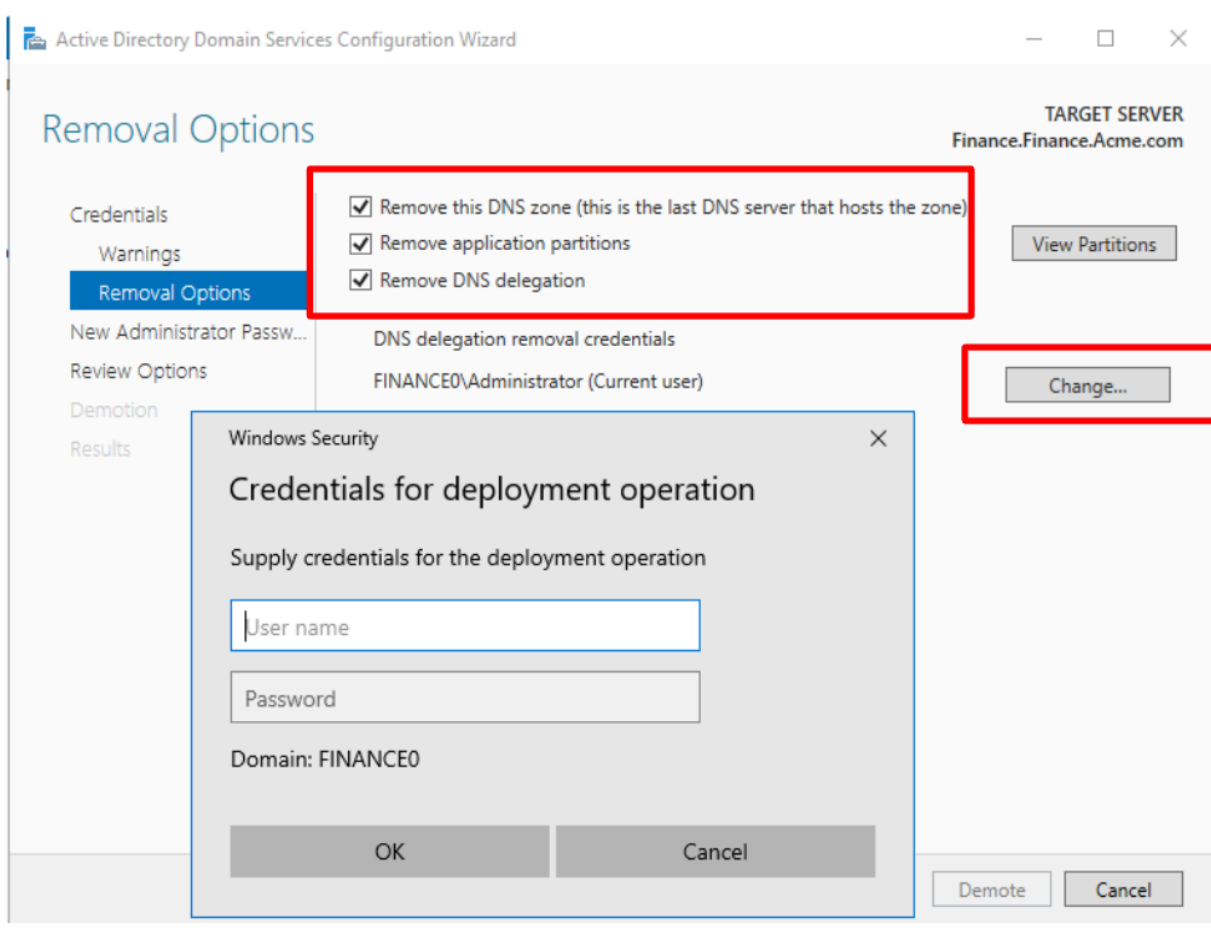 Active Directory Domain Services Configuration Wizard
Removal Options
TARGET SERVER
Finance.Finance.Acme.com
Credentials
Warnings
Removal Options
New Administrator Passw...
Review Options
Demotion
Results
Remove this DNS zone (this is the last DNS server that hosts the zone)
Remove application partitions
Remove DNS delegation
View Partitions
DNS delegation removal credentials
FINANCE0\Administrator (Current user)
Change...
Windows Security
Credentials for deployment operation
Supply credentials for the deployment operation
User name
Password
Domain: FINANCE0
OK
Cancel
Demote
Cancel